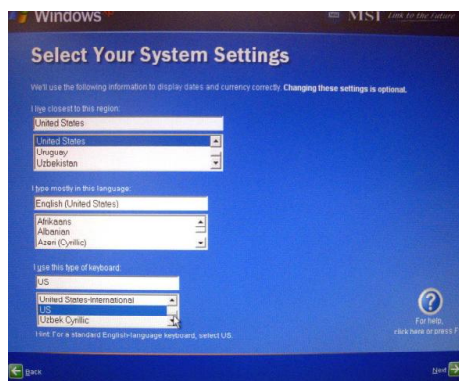 Windows XP
MSI Link to the Future
Select Your System Settings
We'll use the following information to display dates and currency correctly. Changing these settings is optional.
I live closest to this region:
United States
United States
Uruguay
Uzbekistan
I type mostly in this language:
English (United States)
Afrikaans
Albanian
Azeri (Cyrillic)
I use this type of keyboard:
US
United States-International
US
Uzbek Cyrillic
Hint: For a standard English-language keyboard, select US.
For help,
click here or press F
Back
Next